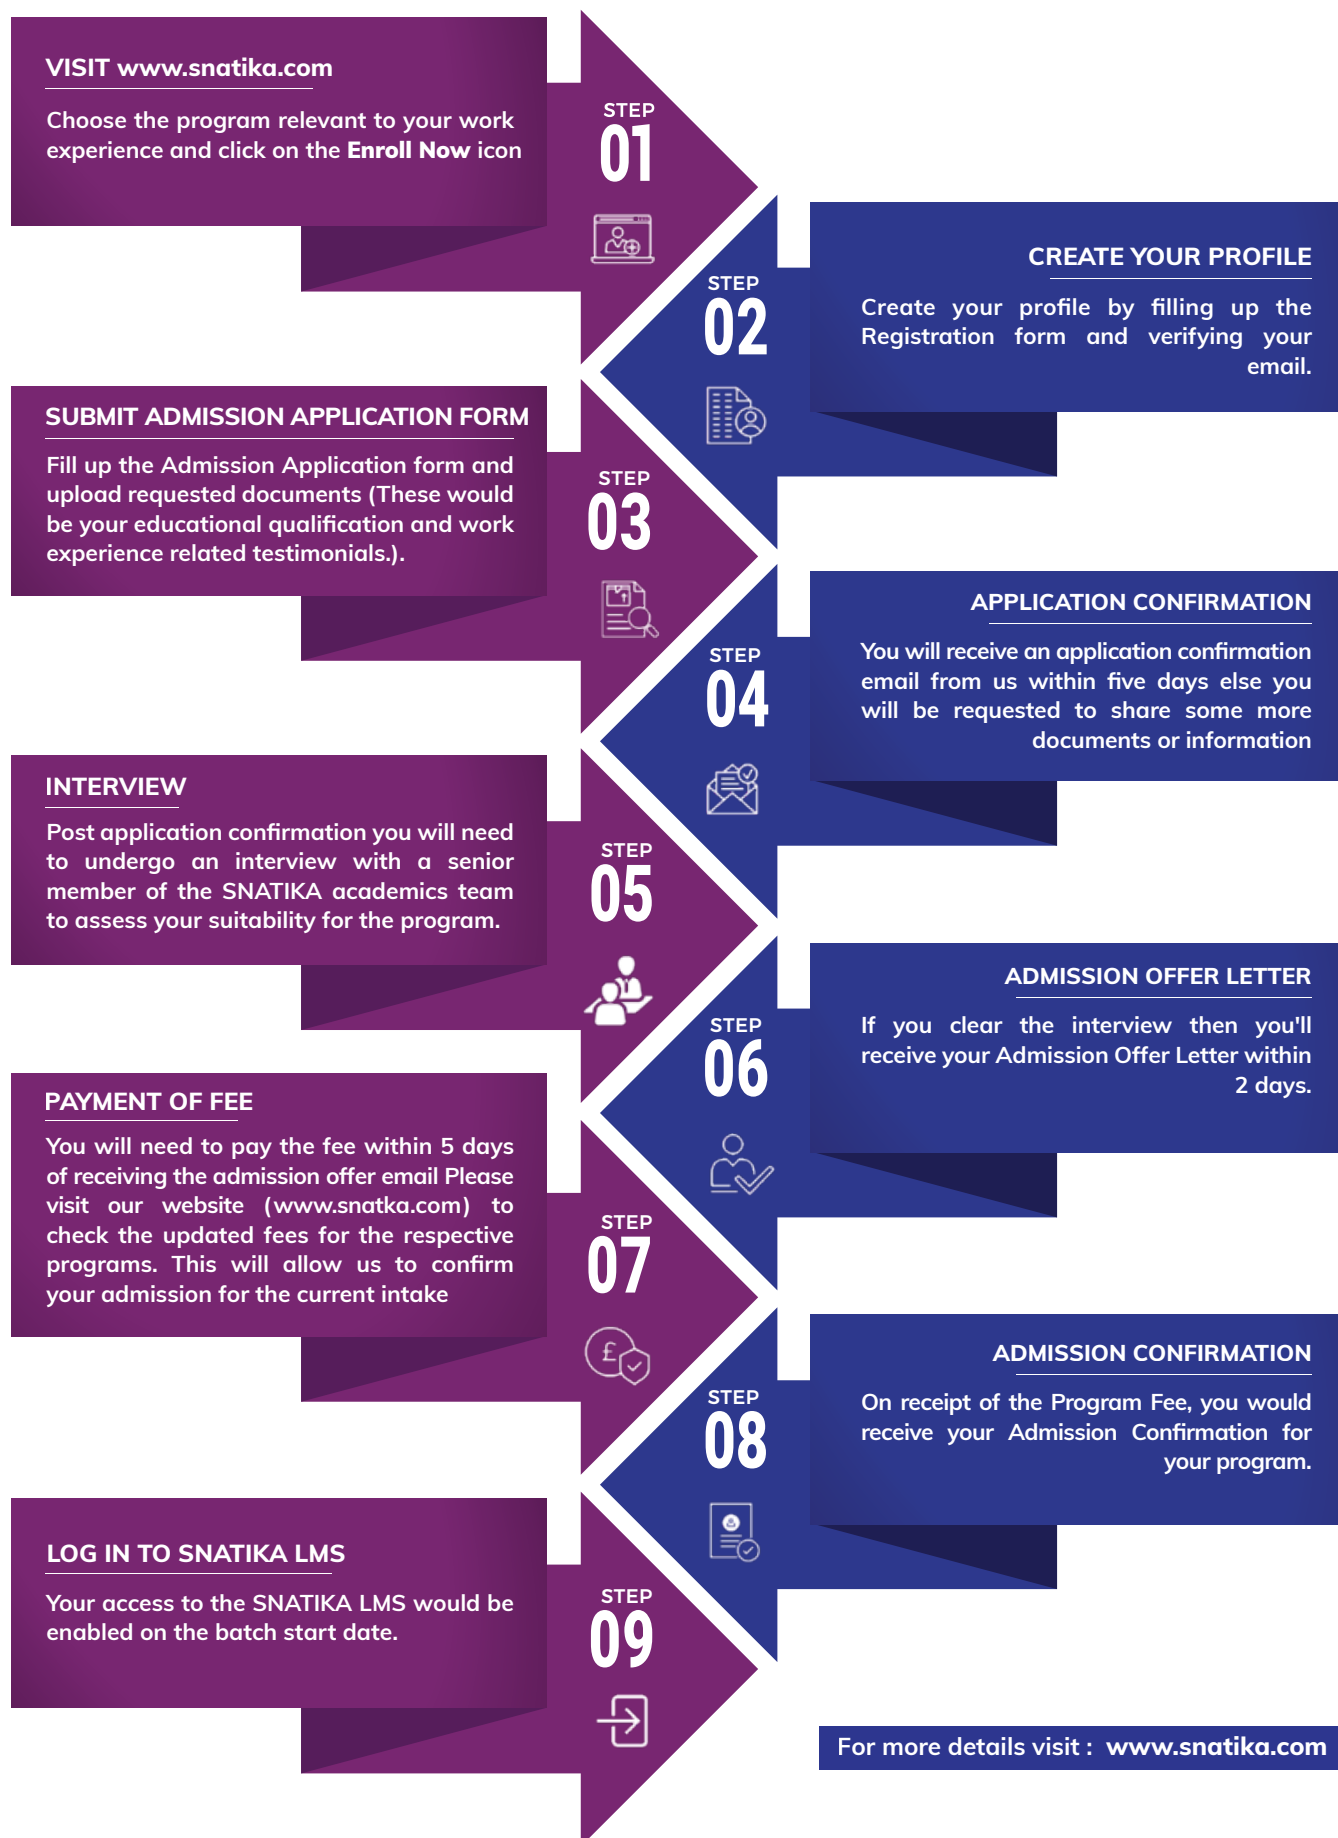 VISIT www.snatika.com
Choose the program relevant to your work
experience and click on the Enroll Now icon
STEP
01
STEP
02
CREATE YOUR PROFILE
Create your profile by filling up the
Registration form and verifying your
email.
SUBMIT ADMISSION APPLICATION FORM
Fill up the Admission Application form and
upload requested documents (These would
be your educational qualification and work
experience related testimonials.).
STEP
03
STEP
04
APPLICATION CONFIRMATION
You will receive an application confirmation
email from us within five days else you
will be requested to share some more
documents or information
INTERVIEW
Post application confirmation you will need
to undergo an interview with a senior
member of the SNATIKA academics team
to assess your suitability for the program.
STEP
05
STEP
06
ADMISSION OFFER LETTER
If you clear the interview then you'll
receive your Admission Offer Letter within
2 days.
PAYMENT OF FEE
You will need to pay the fee within 5 days
of receiving the admission offer email Please
visit our website (www.snatka.com) to
check the updated fees for the respective
programs. This will allow us to confirm
your admission for the current intake
STEP
07
£
STEP
08
ADMISSION CONFIRMATION
On receipt of the Program Fee, you would
receive your Admission Confirmation for
your program.
LOG IN TO SNATIKA LMS
Your access to the SNATIKA LMS would be
enabled on the batch start date.
STEP
09
For more details visit : www.snatika.com